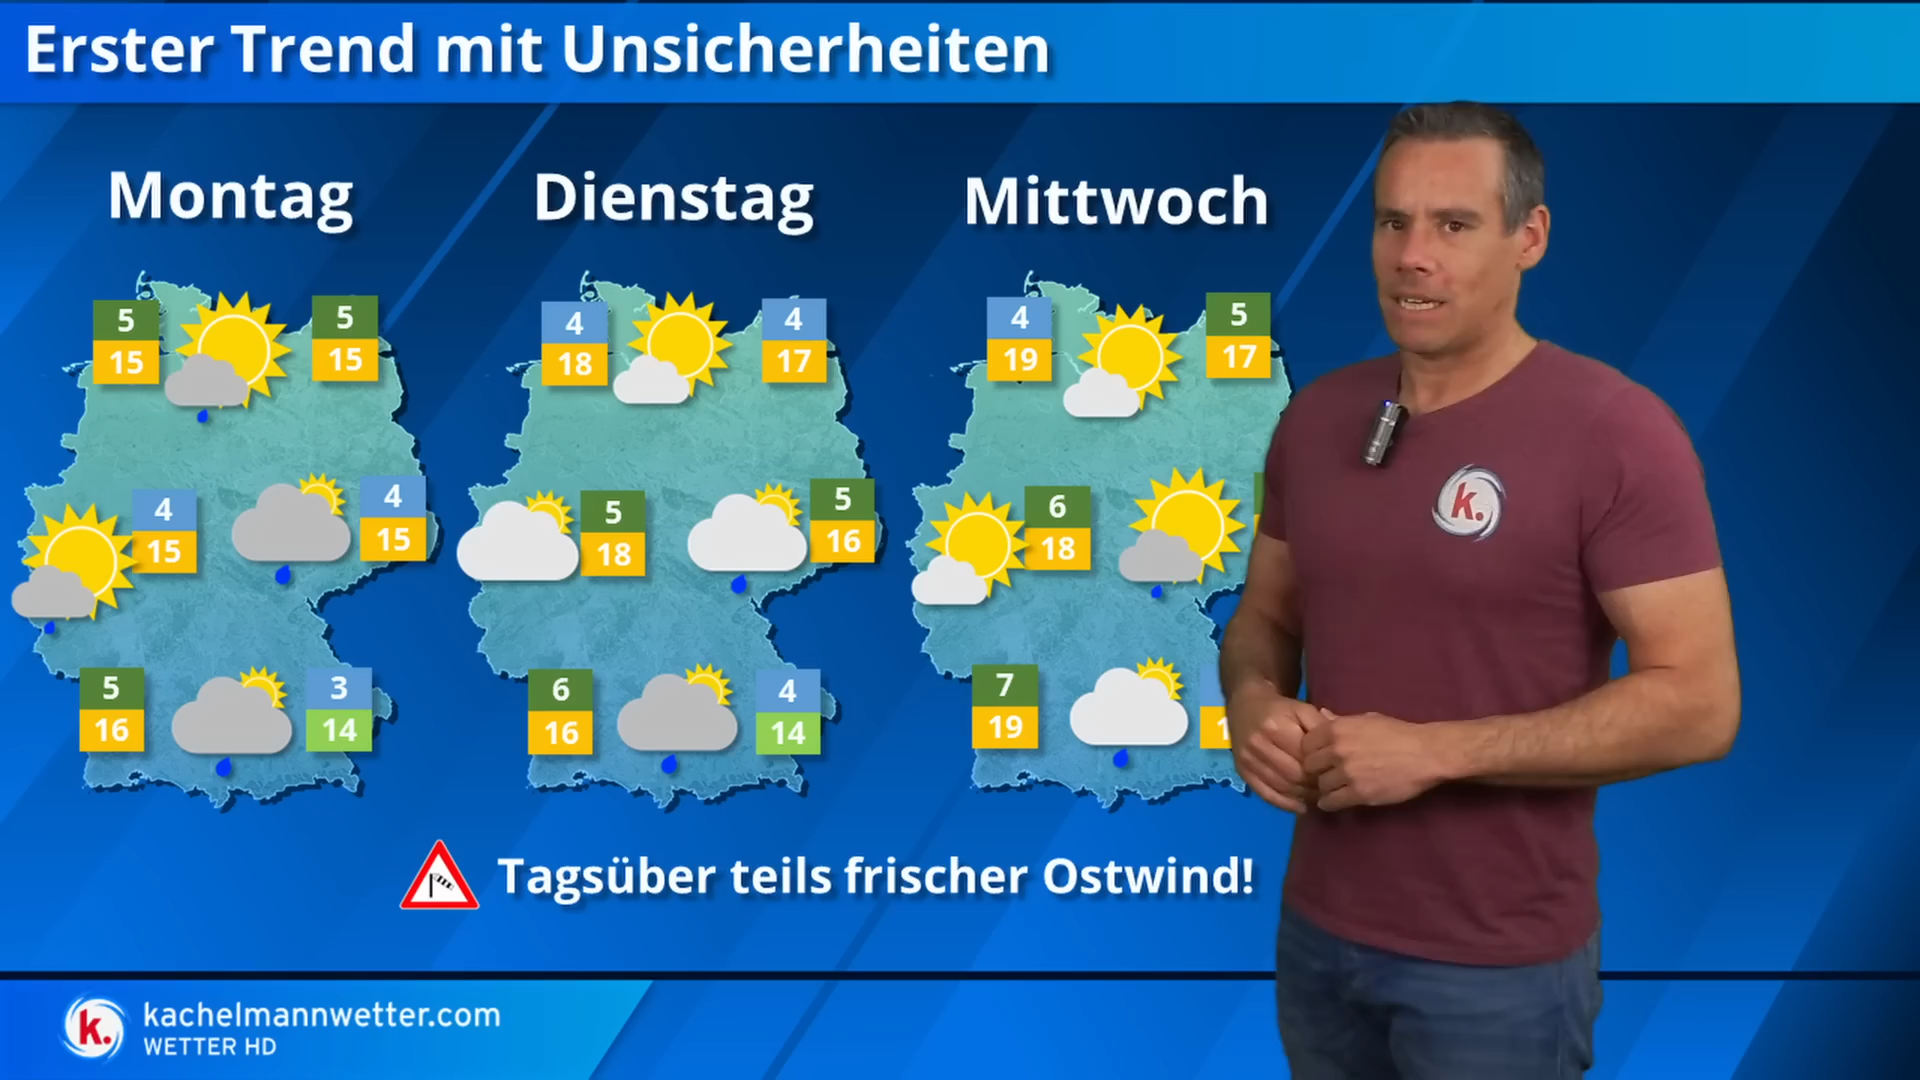 Erster Trend mit Unsicherheiten
Montag
Dienstag
Mittwoch
5 5
15 15
4 4
18 17
4 5
19 17
4 4
15 15
5 5
18 16
6
18
5 3
16 14
6 4
16 14
7
19
Tagsüber teils frischer Ostwind!
k.
k. kachelmannwetter.com
WETTER HD